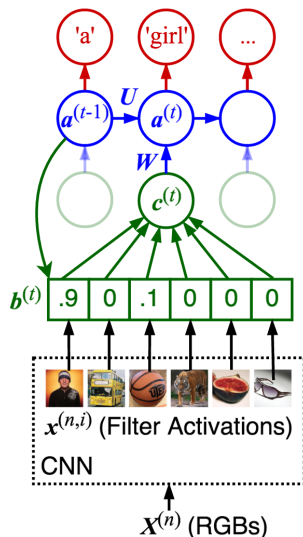 'a' 'girl' ...
U
a(t-1) a(t)
W
c(t)
b(t) .9 0 .1 0 0 0
x(n,i) (Filter Activations)
CNN
X(n) (RGBs)